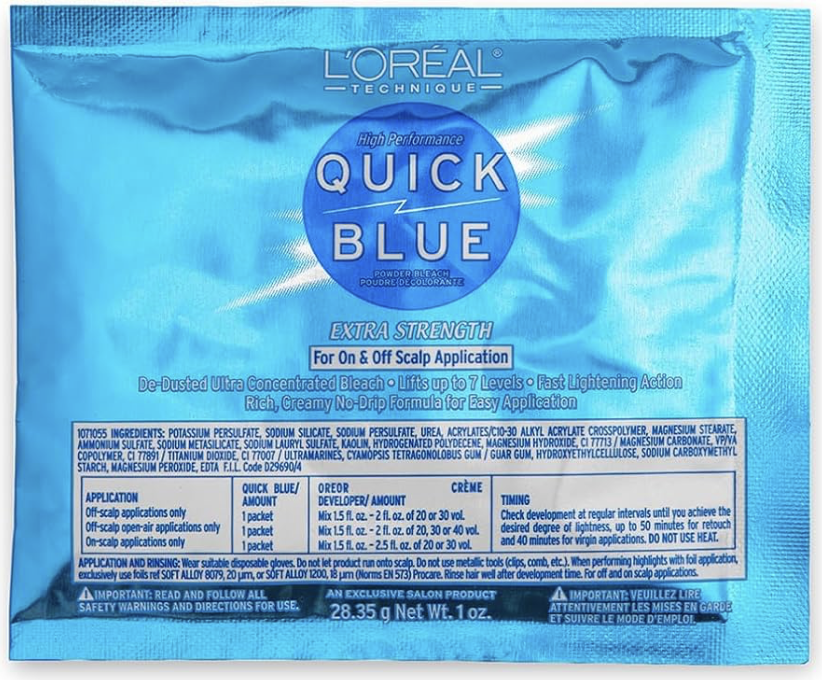 L'ORÉAL®
TECHNIQUE
High Performance
QUICK
BLUE
POWDER BLEACH
POUDRE DÉCOLORANTE
EXTRA STRENGTH
For On & Off Scalp Application
De-Dusted Ultra Concentrated Bleach • Lifts up to 7 Levels • Fast Lightening Action
Rich, Creamy No-Drip Formula for Easy Application
1071055 INGREDIENTS: POTASSIUM PERSULFATE, SODIUM SILICATE, SODIUM PERSULFATE, UREA, ACRYLATES/C10-30 ALKYL ACRYLATE CROSSPOLYMER, MAGNESIUM STEARATE,
AMMONIUM SULFATE, SODIUM METASILICATE, SODIUM LAURYL SULFATE, KAOLIN, HYDROGENATED POLYDECENE, MAGNESIUM HYDROXIDE, CI 77713 / MAGNESIUM CARBONATE, VP/VA
COPOLYMER, CI 77891 / TITANIUM DIOXIDE, CI 77007 / ULTRAMARINES, CYAMOPSIS TETRAGONOLOBUS GUM / GUAR GUM, HYDROXYETHYLCELLULOSE, SODIUM CARBOXYMETHYL
STARCH, MAGNESIUM PEROXIDE, EDTA F.I.L. Code D29690/4
APPLICATION
Off-scalp applications only
Off-scalp open-air applications only
On-scalp applications only
QUICK BLUE/
AMOUNT
1 packet
1 packet
1 packet
OREOR CRÈME
DEVELOPER/ AMOUNT
Mix 1.5 fl. oz. - 2 fl. oz. of 20 or 30 vol.
Mix 1.5 fl. oz. - 2 fl. oz. of 20, 30 or 40 vol.
Mix 1.5 fl. oz. - 2.5 fl. oz. of 20 or 30 vol.
TIMING
Check development at regular intervals until you achieve the
desired degree of lightness, up to 50 minutes for retouch
and 40 minutes for virgin applications. DO NOT USE HEAT.
APPLICATION AND RINSING: Wear suitable disposable gloves. Do not let product run onto scalp. Do not use metallic tools (clips, comb, etc.). When performing highlights with foil application,
exclusively use foils ref SOFT ALLOY 8079, 20 µm, or SOFT ALLOY 1200, 18 µm (Norms EN 573) Procare. Rinse hair well after development time. For off and on scalp applications.
IMPORTANT: READ AND FOLLOW ALL
SAFETY WARNINGS AND DIRECTIONS FOR USE.
AN EXCLUSIVE SALON PRODUCT
28.35 g Net Wt. 1 oz.
IMPORTANT: VEUILLEZ LIRE
ATTENTIVEMENT LES MISES EN GARDE
ET SUIVRE LE MODE D'EMPLOI.